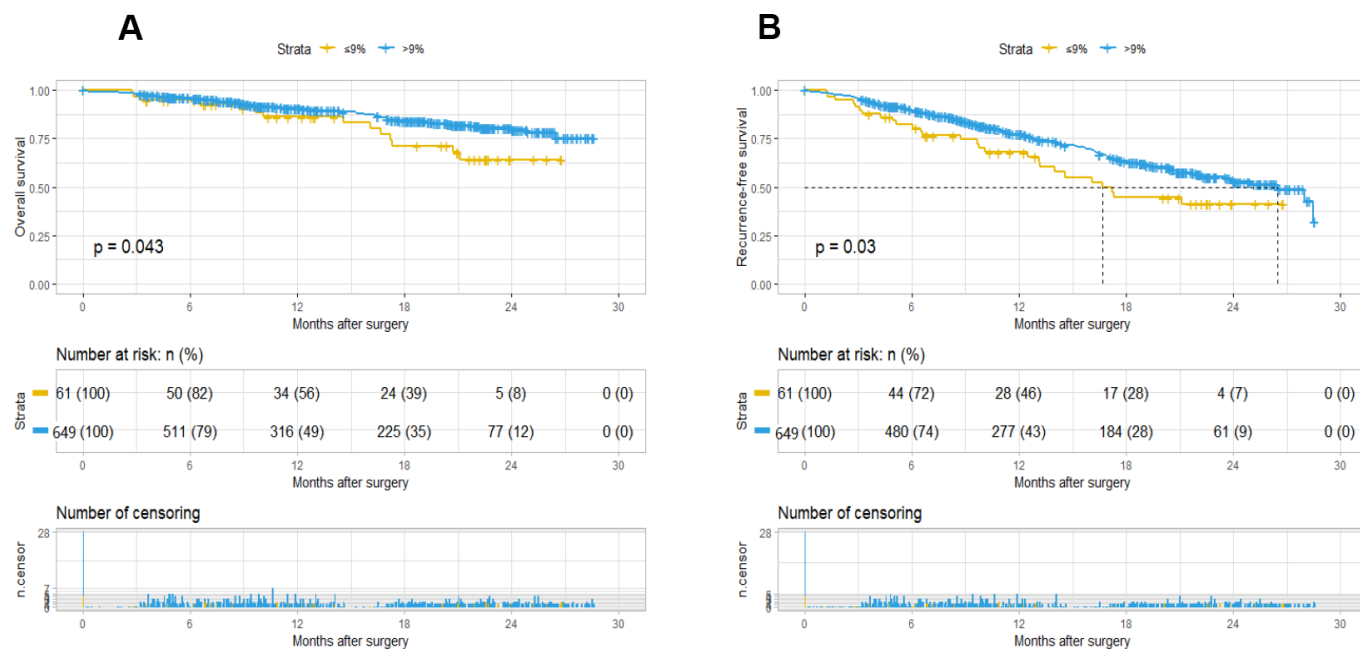 A
B
Strata ≤9% >9%
Strata ≤9% >9%
Overall survival
1.00
0.75
0.50
0.25
0.00
p = 0.043
0 6 12 18 24 30
Months after surgery
Recurrence-free survival
1.00
0.75
0.50
0.25
0.00
p = 0.03
0 6 12 18 24 30
Months after surgery
Number at risk: n (%)
Strata
61 (100) 50 (82) 34 (56) 24 (39) 5 (8) 0 (0)
649 (100) 511 (79) 316 (49) 225 (35) 77 (12) 0 (0)
0 6 12 18 24 30
Months after surgery
Number at risk: n (%)
Strata
61 (100) 44 (72) 28 (46) 17 (28) 4 (7) 0 (0)
649 (100) 480 (74) 277 (43) 184 (28) 61 (9) 0 (0)
0 6 12 18 24 30
Months after surgery
Number of censoring
n.censor
28
7
0 6 12 18 24 30
Months after surgery
Number of censoring
n.censor
28
0 6 12 18 24 30
Months after surgery